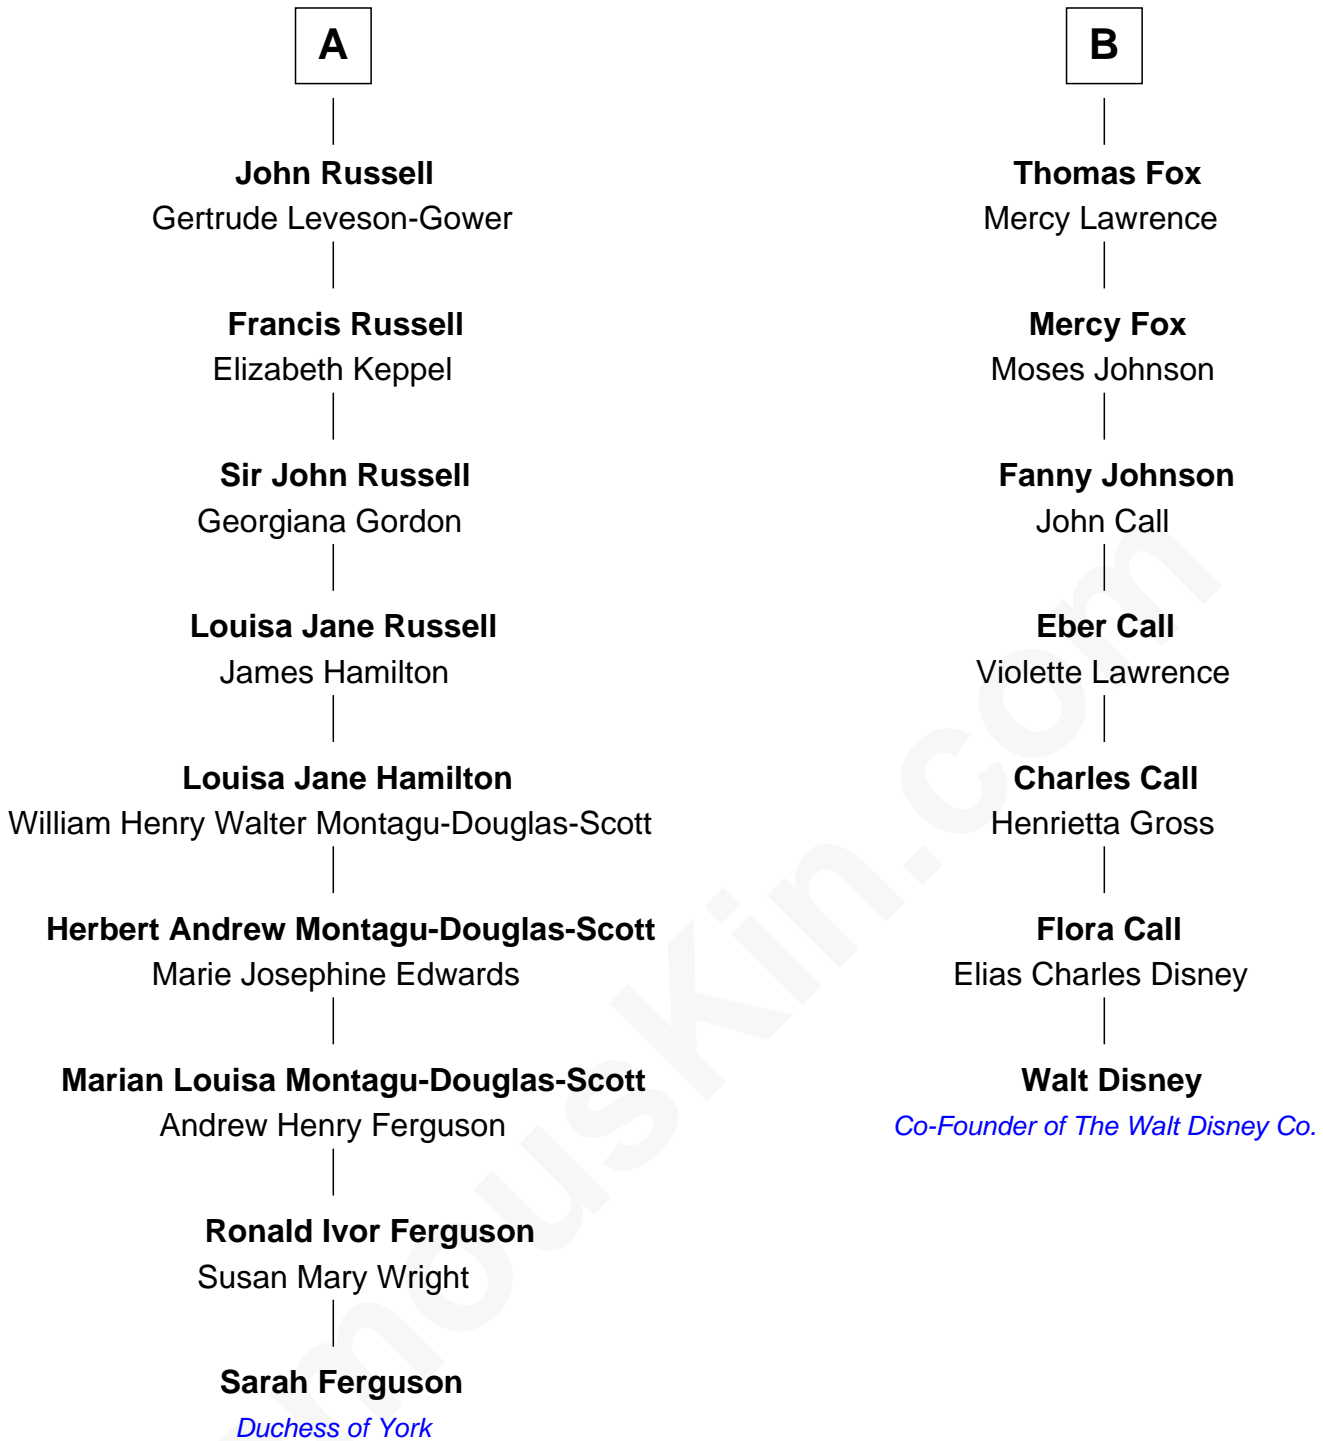 A
John Russell
Gertrude Leveson-Gower
Francis Russell
Elizabeth Keppel
Sir John Russell
Georgiana Gordon
Louisa Jane Russell
James Hamilton
Louisa Jane Hamilton
William Henry Walter Montagu-Douglas-Scott
Herbert Andrew Montagu-Douglas-Scott
Marie Josephine Edwards
Marian Louisa Montagu-Douglas-Scott
Andrew Henry Ferguson
Ronald Ivor Ferguson
Susan Mary Wright
Sarah Ferguson
Duchess of York
B
Thomas Fox
Mercy Lawrence
Mercy Fox
Moses Johnson
Fanny Johnson
John Call
Eber Call
Violette Lawrence
Charles Call
Henrietta Gross
Flora Call
Elias Charles Disney
Walt Disney
Co-Founder of The Walt Disney Co.
mousKin.com